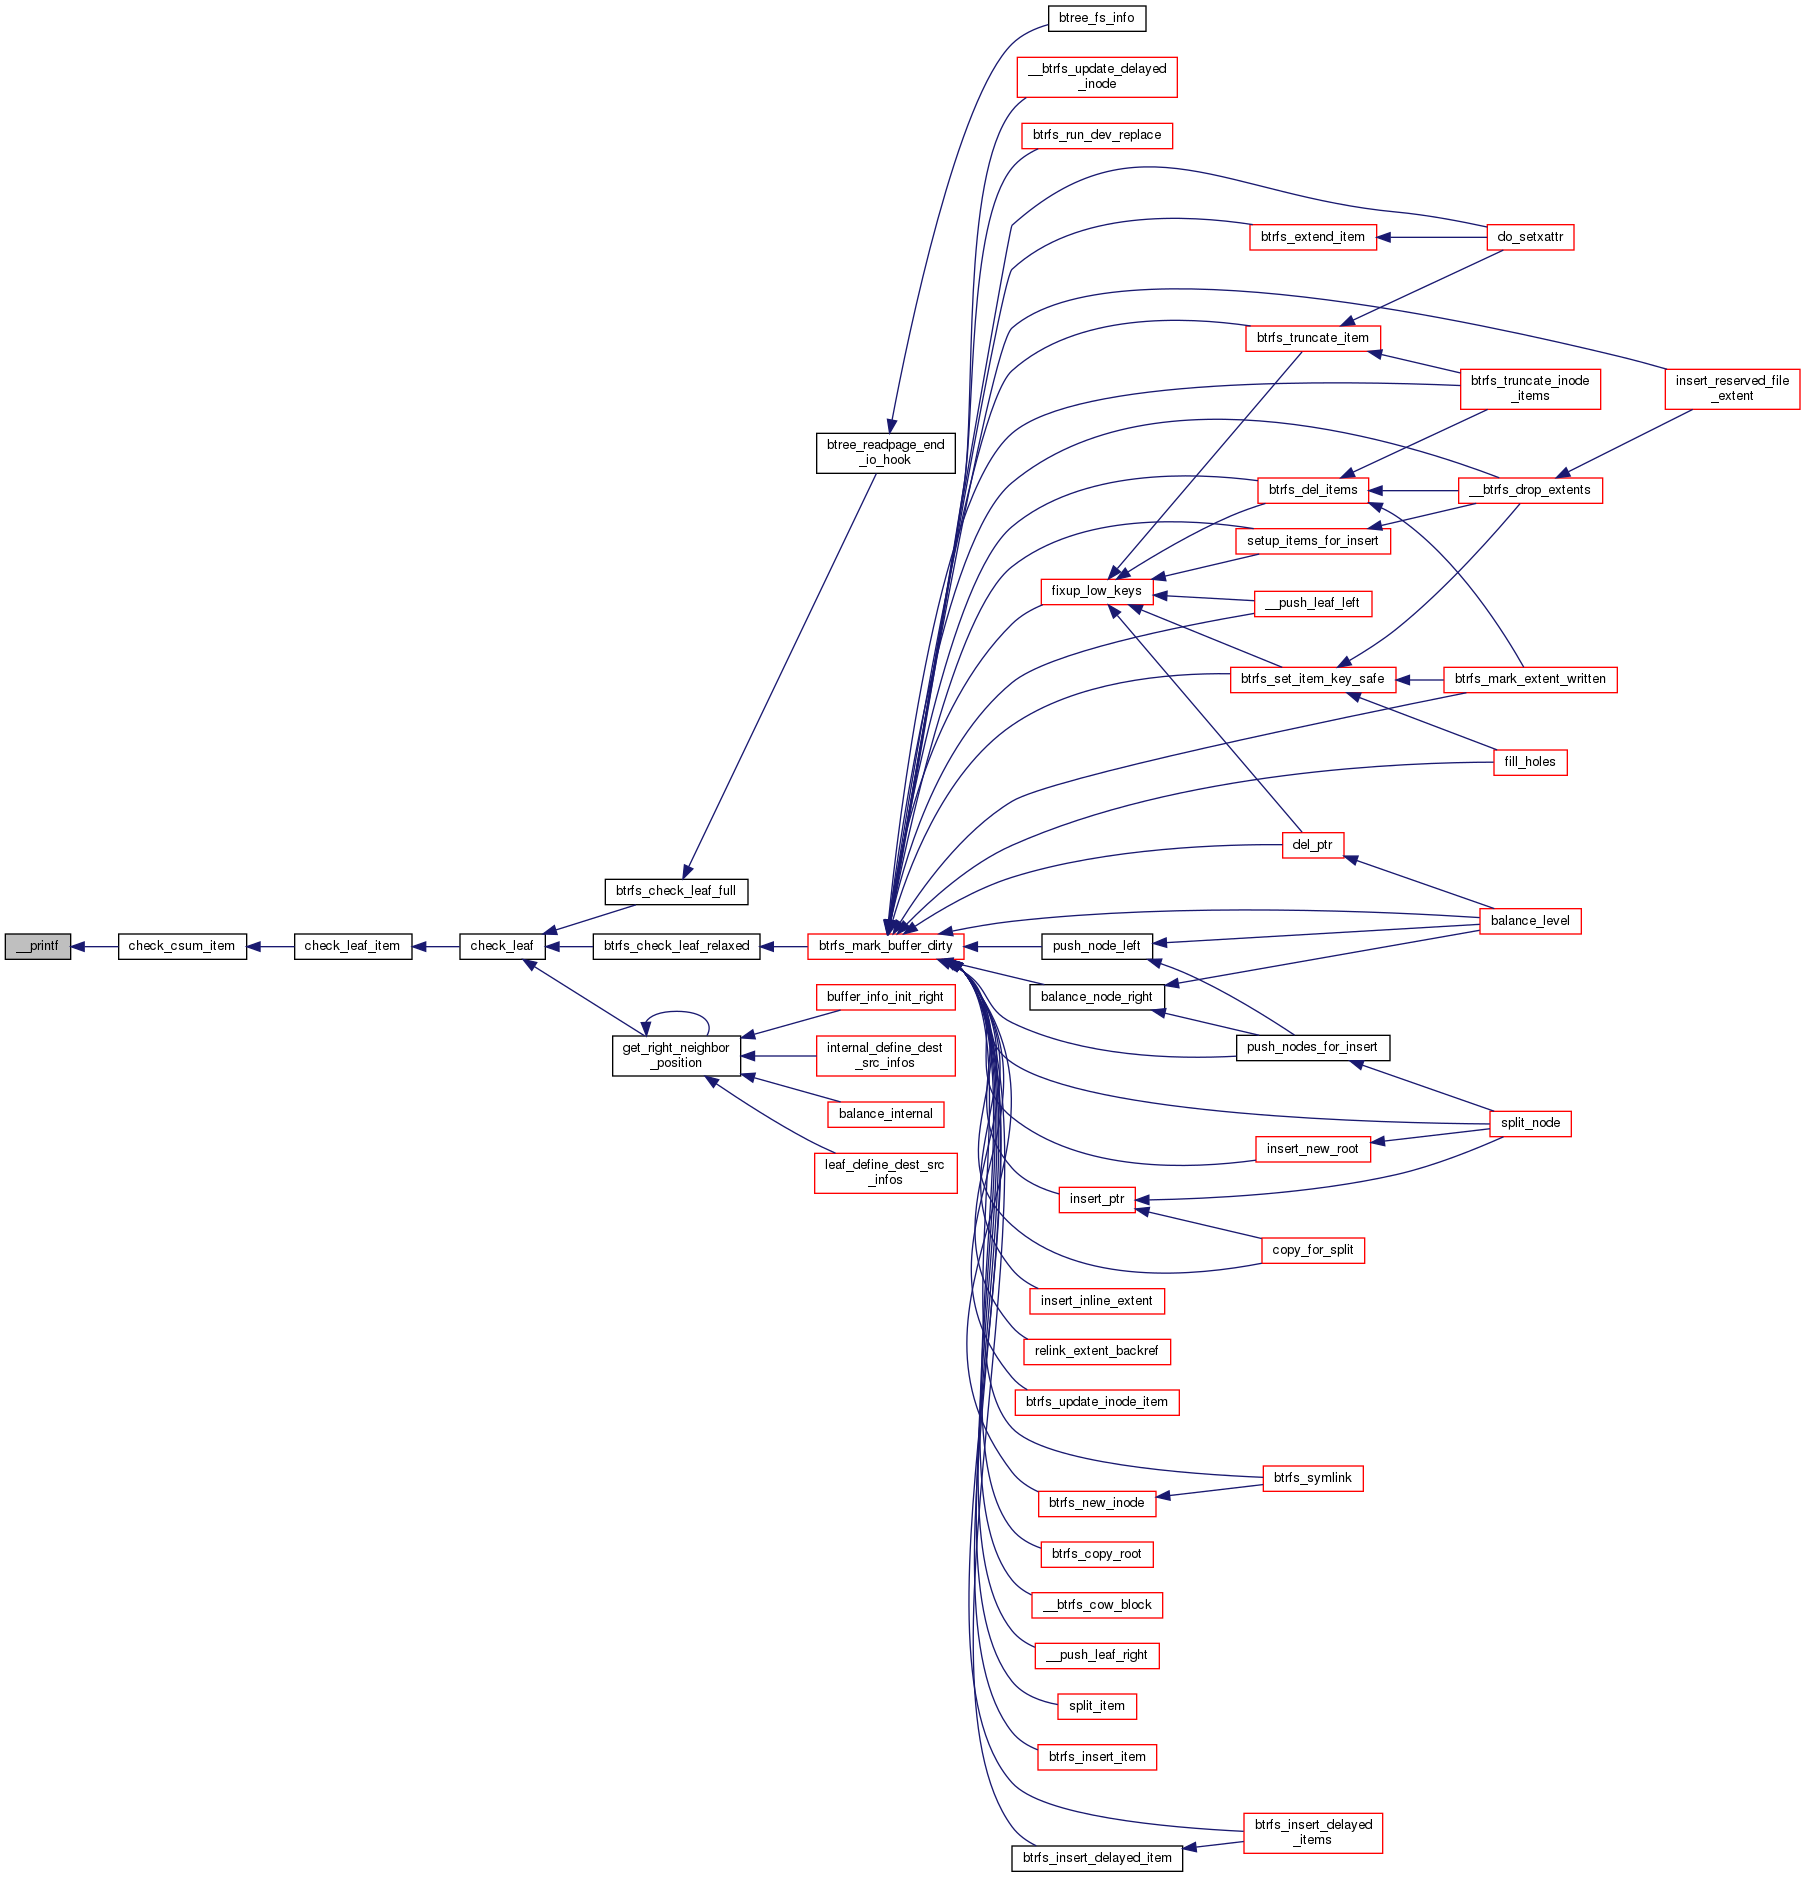 btree_fs_info
__btrfs_update_delayed
_inode
btrfs_run_dev_replace
btrfs_extend_item
do_setxattr
btrfs_truncate_item
btrfs_truncate_inode
_items
insert_reserved_file
_extent
btree_readpage_end
_io_hook
btrfs_del_items
__btrfs_drop_extents
setup_items_for_insert
fixup_low_keys
__push_leaf_left
btrfs_set_item_key_safe
btrfs_mark_extent_written
fill_holes
del_ptr
btrfs_check_leaf_full
balance_level
__printf
check_csum_item
check_leaf_item
check_leaf
btrfs_check_leaf_relaxed
btrfs_mark_buffer_dirty
push_node_left
buffer_info_init_right
balance_node_right
get_right_neighbor
_position
internal_define_dest
_src_infos
push_nodes_for_insert
balance_internal
split_node
insert_new_root
leaf_define_dest_src
_infos
insert_ptr
copy_for_split
insert_inline_extent
relink_extent_backref
btrfs_update_inode_item
btrfs_symlink
btrfs_new_inode
btrfs_copy_root
__btrfs_cow_block
__push_leaf_right
split_item
btrfs_insert_item
btrfs_insert_delayed
_items
btrfs_insert_delayed_item